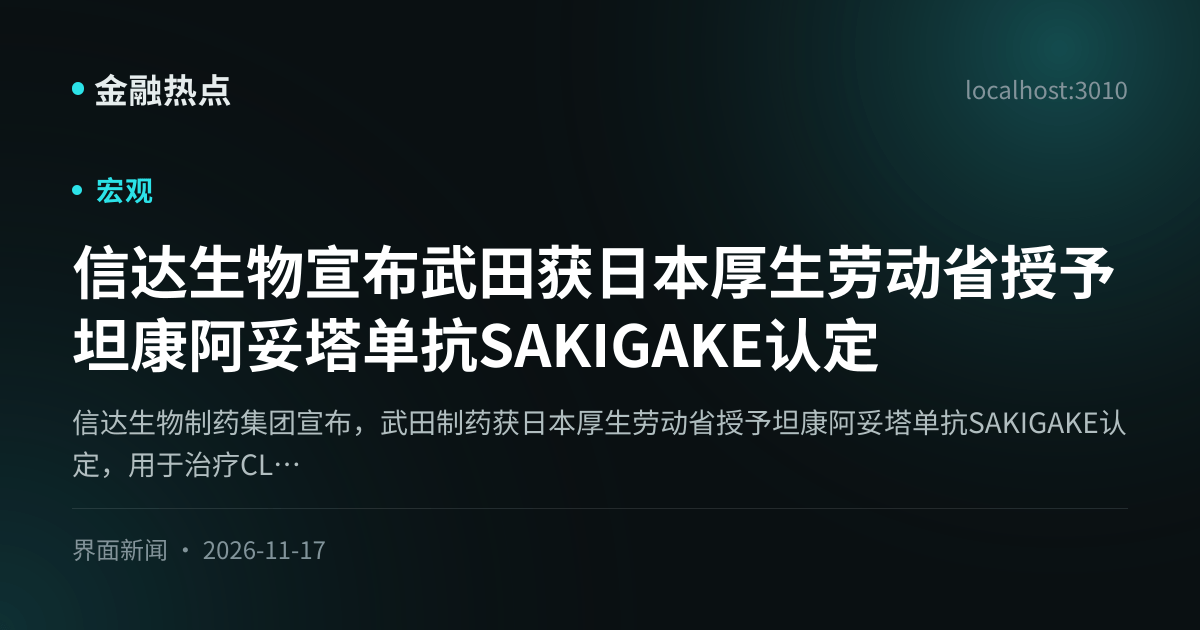 金融热点
localhost:3010
宏观
信达生物宣布武田获日本厚生劳动省授予
坦康阿妥塔单抗SAKIGAKE认定
信达生物制药集团宣布，武田制药获日本厚生劳动省授予坦康阿妥塔单抗SAKIGAKE认
定，用于治疗CL…
界面新闻 • 2026-11-17